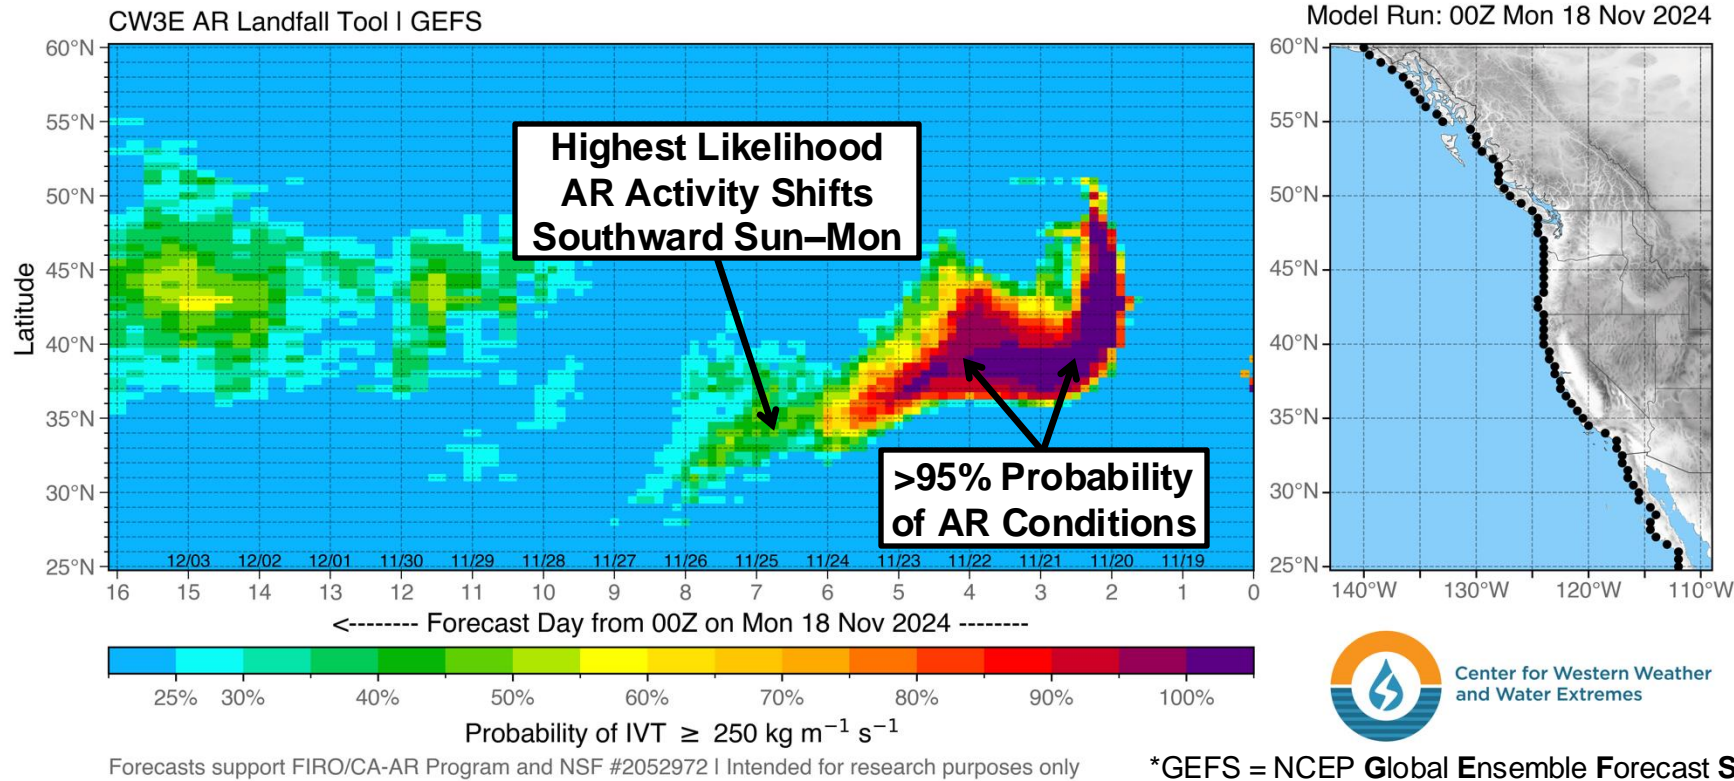 CW3E AR Landfall Tool | GEFS
Model Run: 00Z Mon 18 Nov 2024
60°N
55°N
50°N
45°N
40°N
35°N
30°N
25°N
Latitude
Highest Likelihood
AR Activity Shifts
Southward Sun–Mon
>95% Probability
of AR Conditions
12/03 12/02 12/01 11/30 11/29 11/28 11/27 11/26 11/25 11/24 11/23 11/22 11/21 11/20 11/19
16 15 14 13 12 11 10 9 8 7 6 5 4 3 2 1 0
<-------- Forecast Day from 00Z on Mon 18 Nov 2024 --------
60°N
55°N
50°N
45°N
40°N
35°N
30°N
25°N
140°W 130°W 120°W 110°W
25% 30% 40% 50% 60% 70% 80% 90% 100%
Probability of IVT ≥ 250 kg m⁻¹ s⁻¹
Center for Western Weather
and Water Extremes
Forecasts support FIRO/CA-AR Program and NSF #2052972 | Intended for research purposes only
*GEFS = NCEP Global Ensemble Forecast S